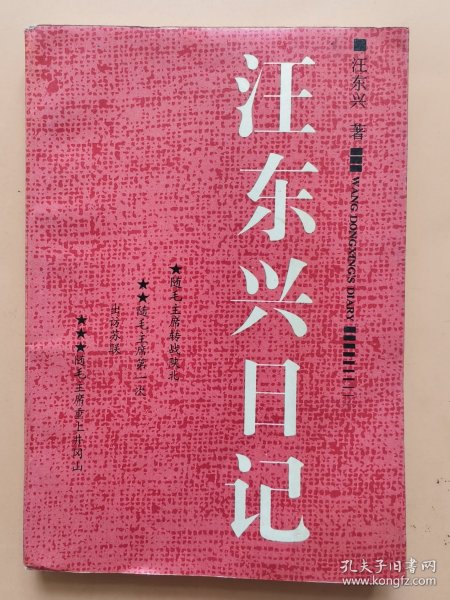 汪东兴 著
WANG DONGXING'S DIARY
汪东兴日记
★随毛主席转战陕北
★★随毛主席第一次
出访苏联
★★★随毛主席重上井冈山
孔夫子旧书网
www.kongfz.com